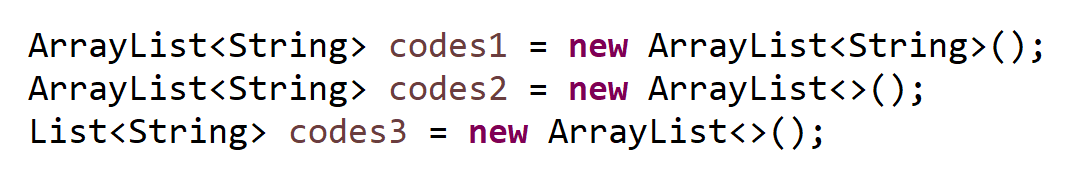 ArrayList<String> codes1 = new ArrayList<String>();
ArrayList<String> codes2 = new ArrayList<>();
List<String> codes3 = new ArrayList<>();